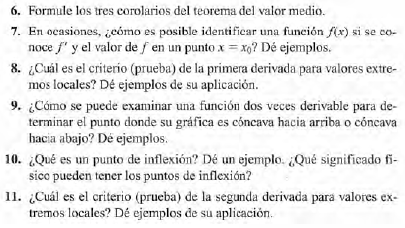 6. Formule los tres corolarios del teorema del valor medio.
7. En ocasiones, ¿cómo es posible identificar una función f(x) si se co-
noce f′ y el valor de f en un punto x = x₀? Dé ejemplos.
8. ¿Cuál es el criterio (prueba) de la primera derivada para valores extre-
mos locales? Dé ejemplos de su aplicación.
9. ¿Cómo se puede examinar una función dos veces derivable para de-
terminar el punto donde su gráfica es cóncava hacia arriba o cóncava
hacia abajo? Dé ejemplos.
10. ¿Qué es un punto de inflexión? Dé un ejemplo. ¿Qué significado fí-
sico pueden tener los puntos de inflexión?
11. ¿Cuál es el criterio (prueba) de la segunda derivada para valores ex-
tremos locales? Dé ejemplos de su aplicación.